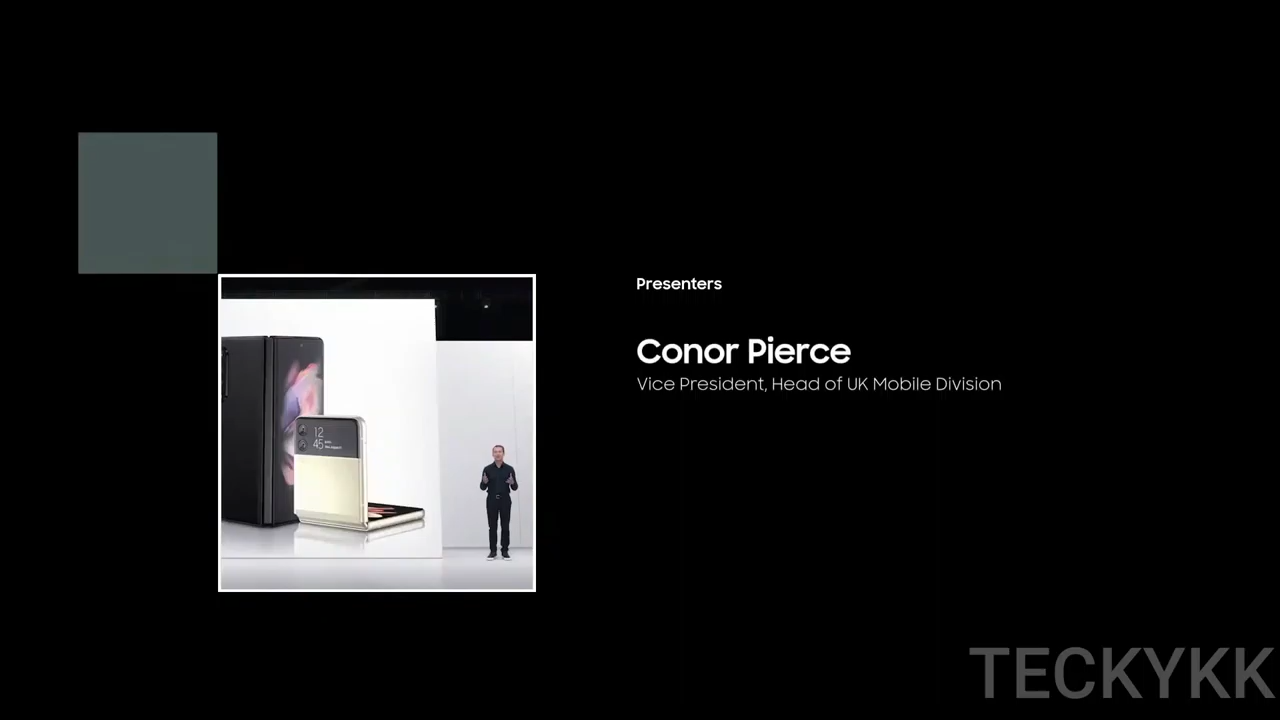 Presenters
Conor Pierce
Vice President, Head of UK Mobile Division
12
45
TECKYKK